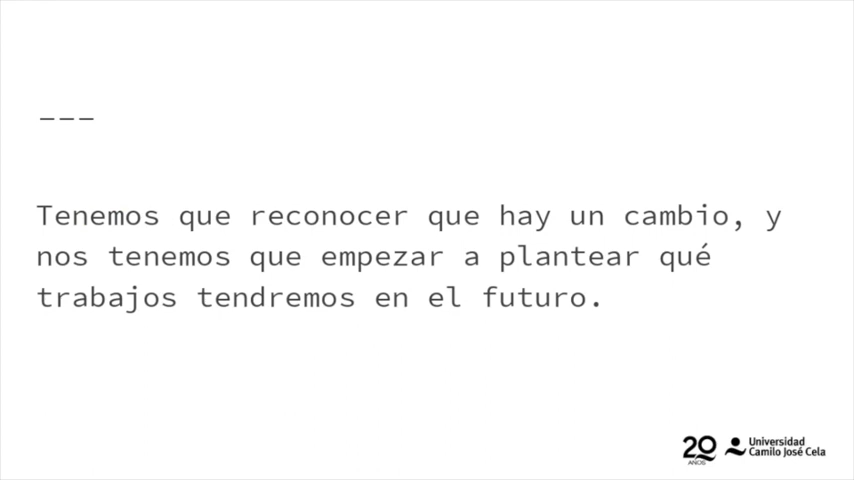 ---
Tenemos que reconocer que hay un cambio, y
nos tenemos que empezar a plantear qué
trabajos tendremos en el futuro.
20
AÑOS
Universidad
Camilo José Cela